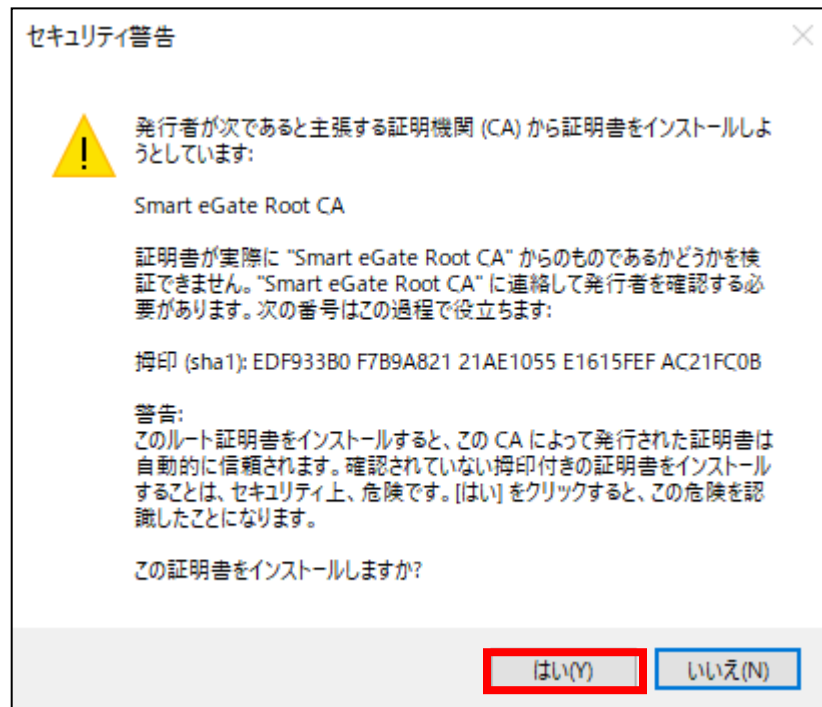 セキュリティ警告
発行者が次であると主張する証明機関 (CA) から証明書をインストールしよ
うとしています:
Smart eGate Root CA
証明書が実際に "Smart eGate Root CA" からのものであるかどうかを検
証できません。"Smart eGate Root CA" に連絡して発行者を確認する必
要があります。次の番号はこの過程で役立ちます:
拇印 (sha1): EDF933B0 F7B9A821 21AE1055 E1615FEF AC21FC0B
警告:
このルート証明書をインストールすると、この CA によって発行された証明書は
自動的に信頼されます。確認されていない拇印付きの証明書をインストール
することは、セキュリティ上、危険です。[はい] をクリックすると、この危険を認
識したことになります。
この証明書をインストールしますか?
はい(Y)
いいえ(N)